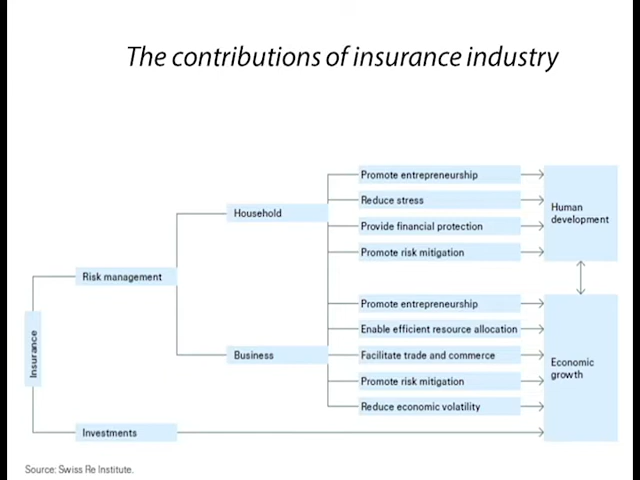 The contributions of insurance industry
Promote entrepreneurship
Reduce stress
Household
Provide financial protection
Promote risk mitigation
Human
development
Risk management
Promote entrepreneurship
Enable efficient resource allocation
Business
Facilitate trade and commerce
Promote risk mitigation
Reduce economic volatility
Economic
growth
Insurance
Investments
Source: Swiss Re Institute.